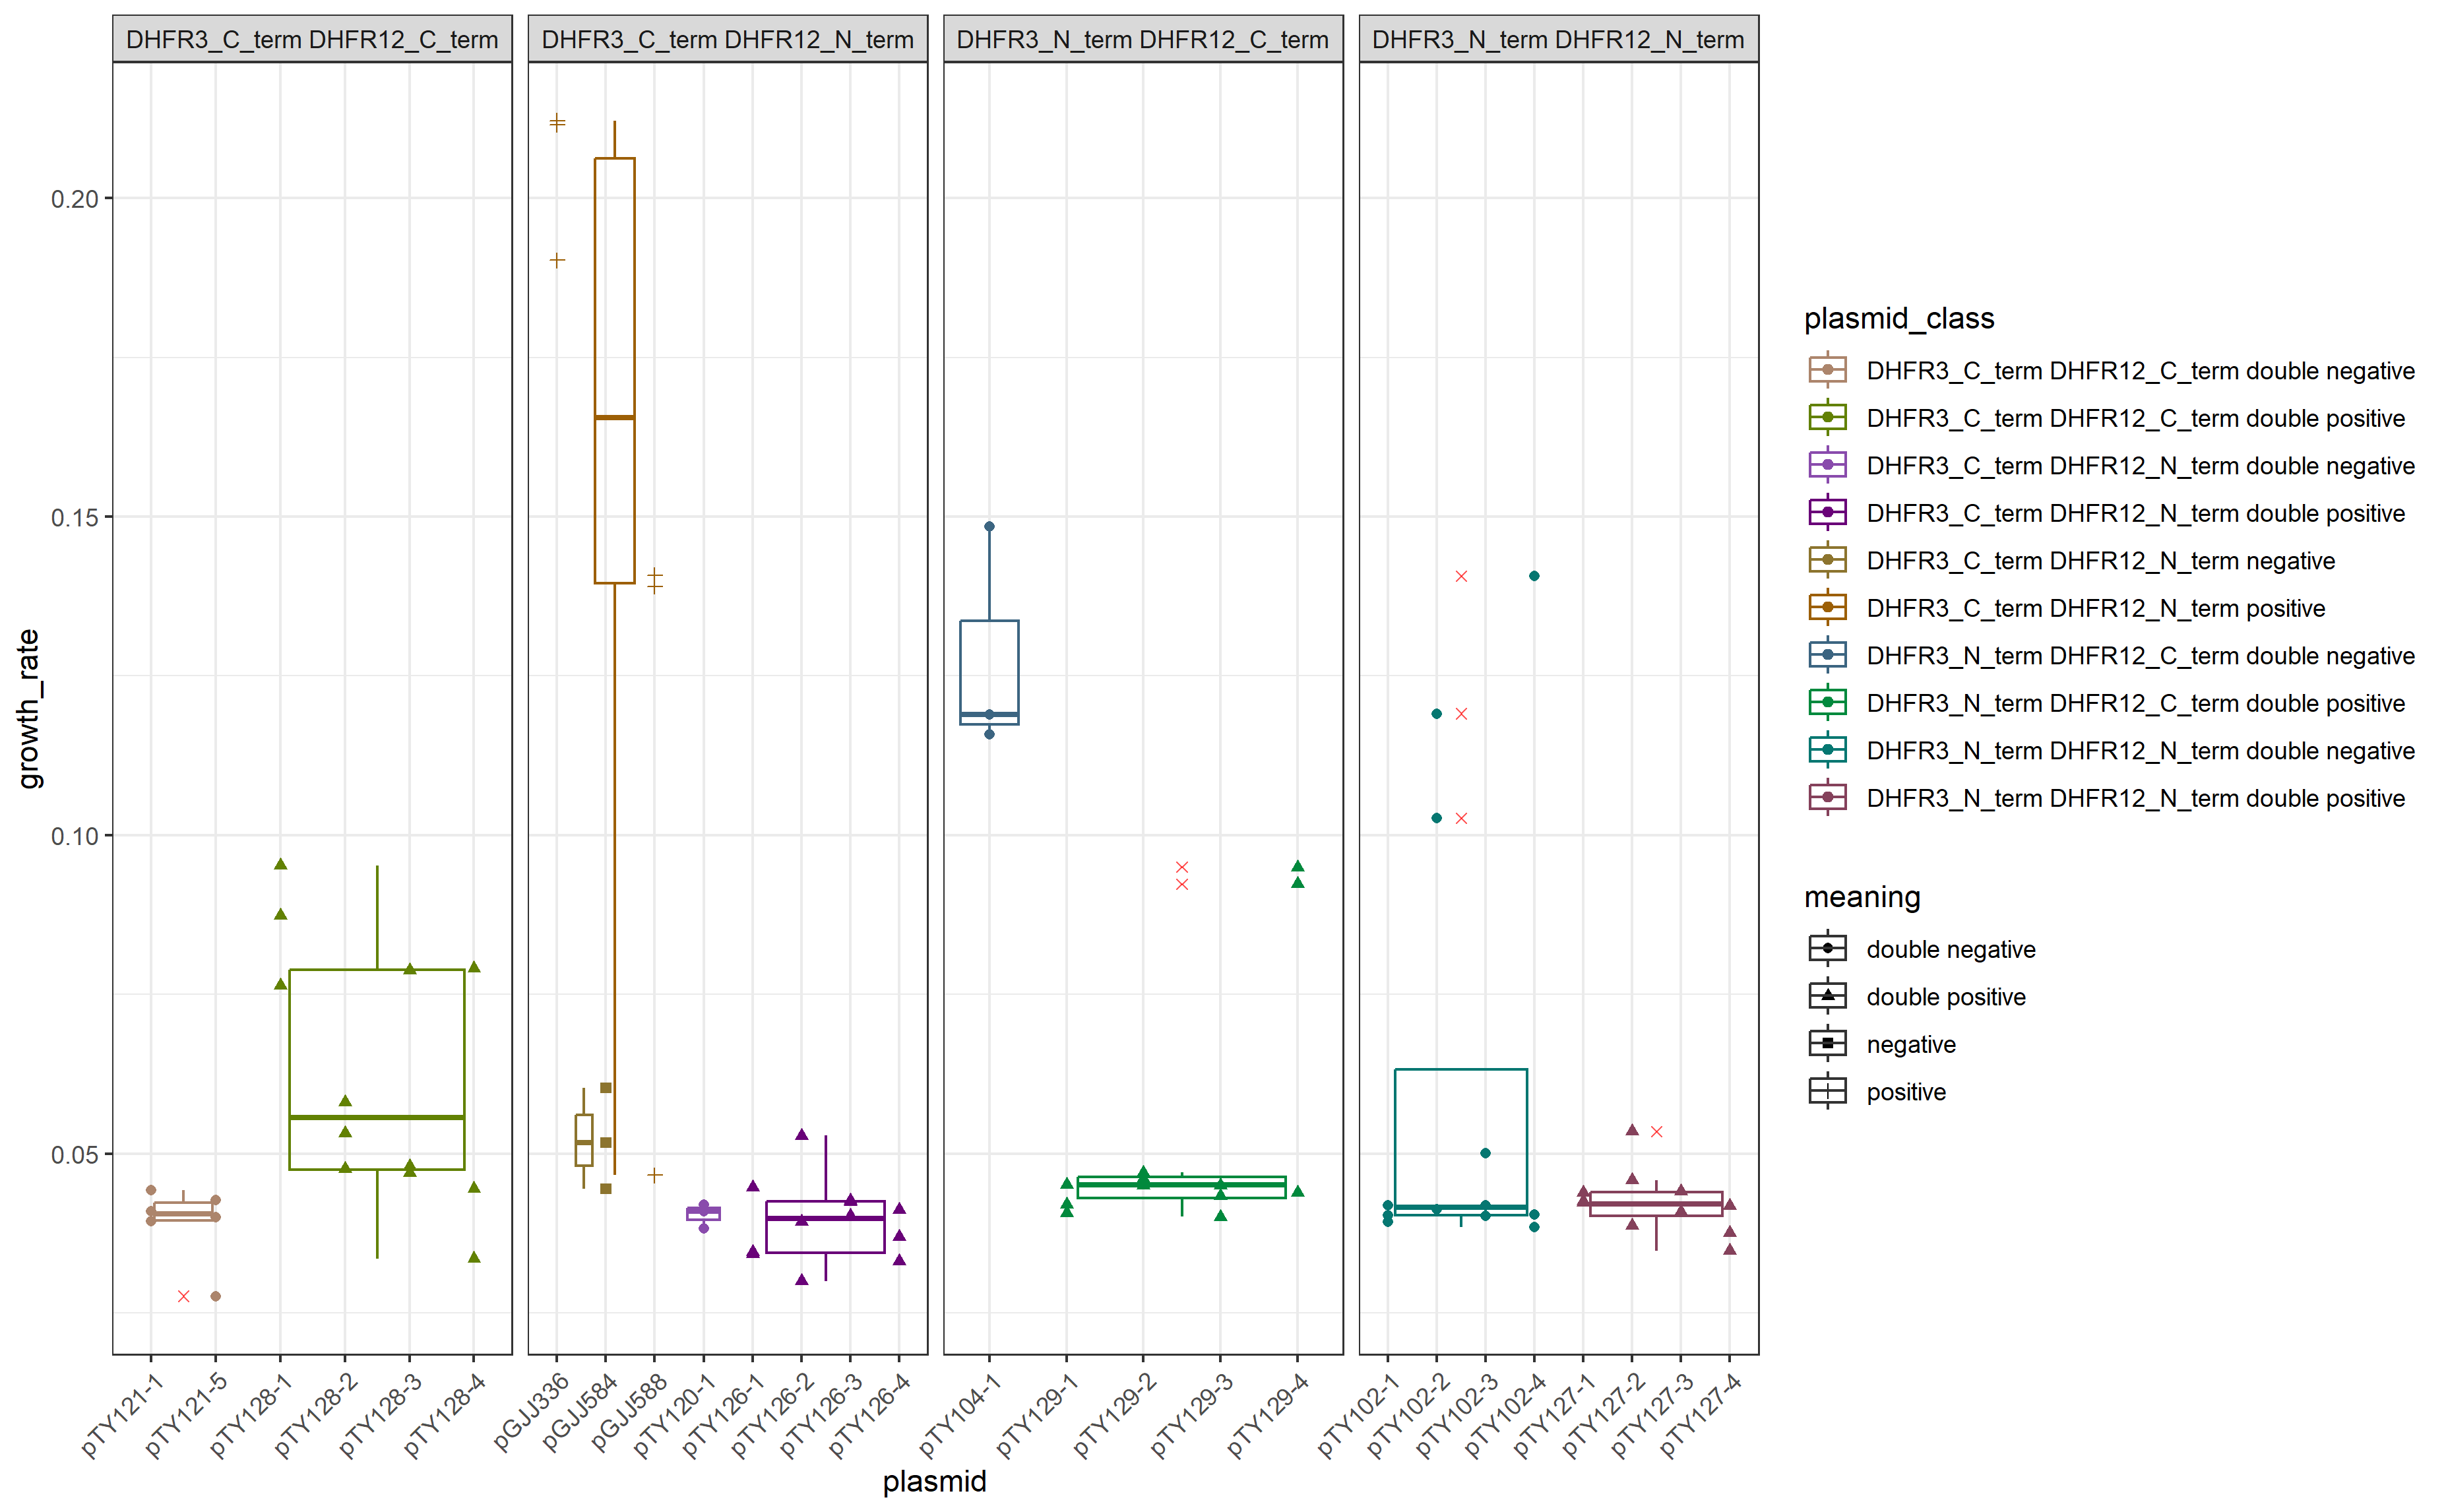 DHFR3_C_term DHFR12_C_term
DHFR3_C_term DHFR12_N_term
DHFR3_N_term DHFR12_C_term
DHFR3_N_term DHFR12_N_term
growth_rate
0.20
0.15
0.10
0.05
pTY121-1
pTY121-5
pTY128-1
pTY128-2
pTY128-3
pTY128-4
pGJJ336
pGJJ584
pGJJ588
pTY120-1
pTY126-1
pTY126-2
pTY126-3
pTY126-4
pTY104-1
pTY129-1
pTY129-2
pTY129-3
pTY129-4
pTY102-1
pTY102-2
pTY102-3
pTY102-4
pTY127-1
pTY127-2
pTY127-3
pTY127-4
plasmid
plasmid_class
DHFR3_C_term DHFR12_C_term double negative
DHFR3_C_term DHFR12_C_term double positive
DHFR3_C_term DHFR12_N_term double negative
DHFR3_C_term DHFR12_N_term double positive
DHFR3_C_term DHFR12_N_term negative
DHFR3_C_term DHFR12_N_term positive
DHFR3_N_term DHFR12_C_term double negative
DHFR3_N_term DHFR12_C_term double positive
DHFR3_N_term DHFR12_N_term double negative
DHFR3_N_term DHFR12_N_term double positive
meaning
double negative
double positive
negative
positive